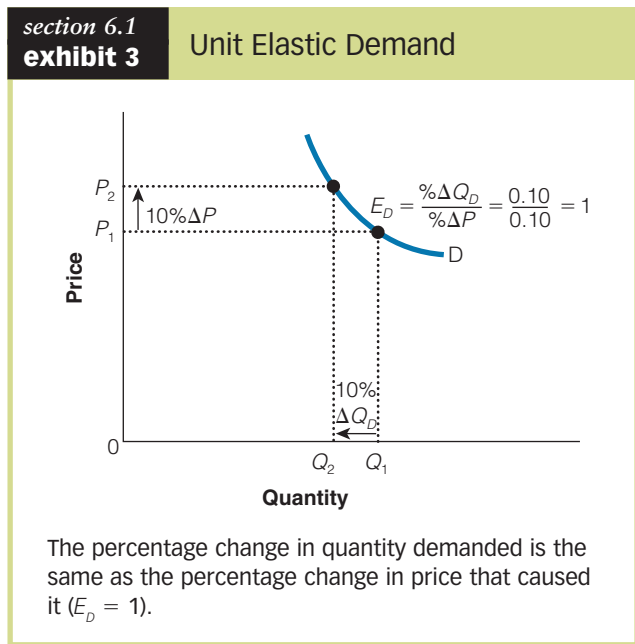 section 6.1
exhibit 3
Unit Elastic Demand
Price
P₂
10%ΔP
P₁
E_D = %ΔQ_D / %ΔP = 0.10 / 0.10 = 1
D
10%
ΔQ_D
0
Q₂ Q₁
Quantity
The percentage change in quantity demanded is the
same as the percentage change in price that caused
it (E_D = 1).